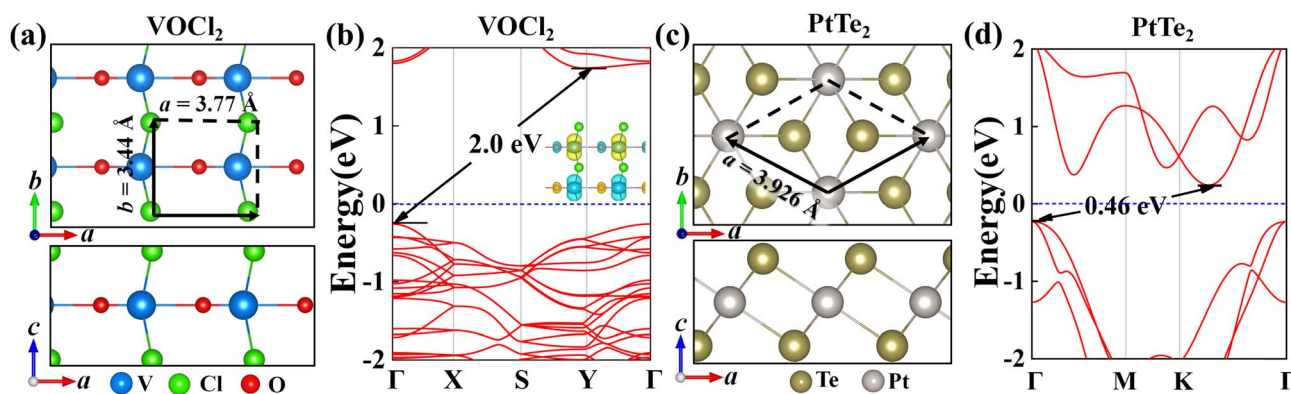 (a) VOCl₂
a = 3.77 Å
b = 3.44 Å
b
a
c
a
V Cl O
(b) VOCl₂
Energy(eV)
2
1
0
-1
-2
2.0 eV
Γ X S Y Γ
(c) PtTe₂
a = 3.926 Å
b
a
c
a
Te Pt
(d) PtTe₂
Energy(eV)
2
1
0
-1
-2
0.46 eV
Γ M K Γ